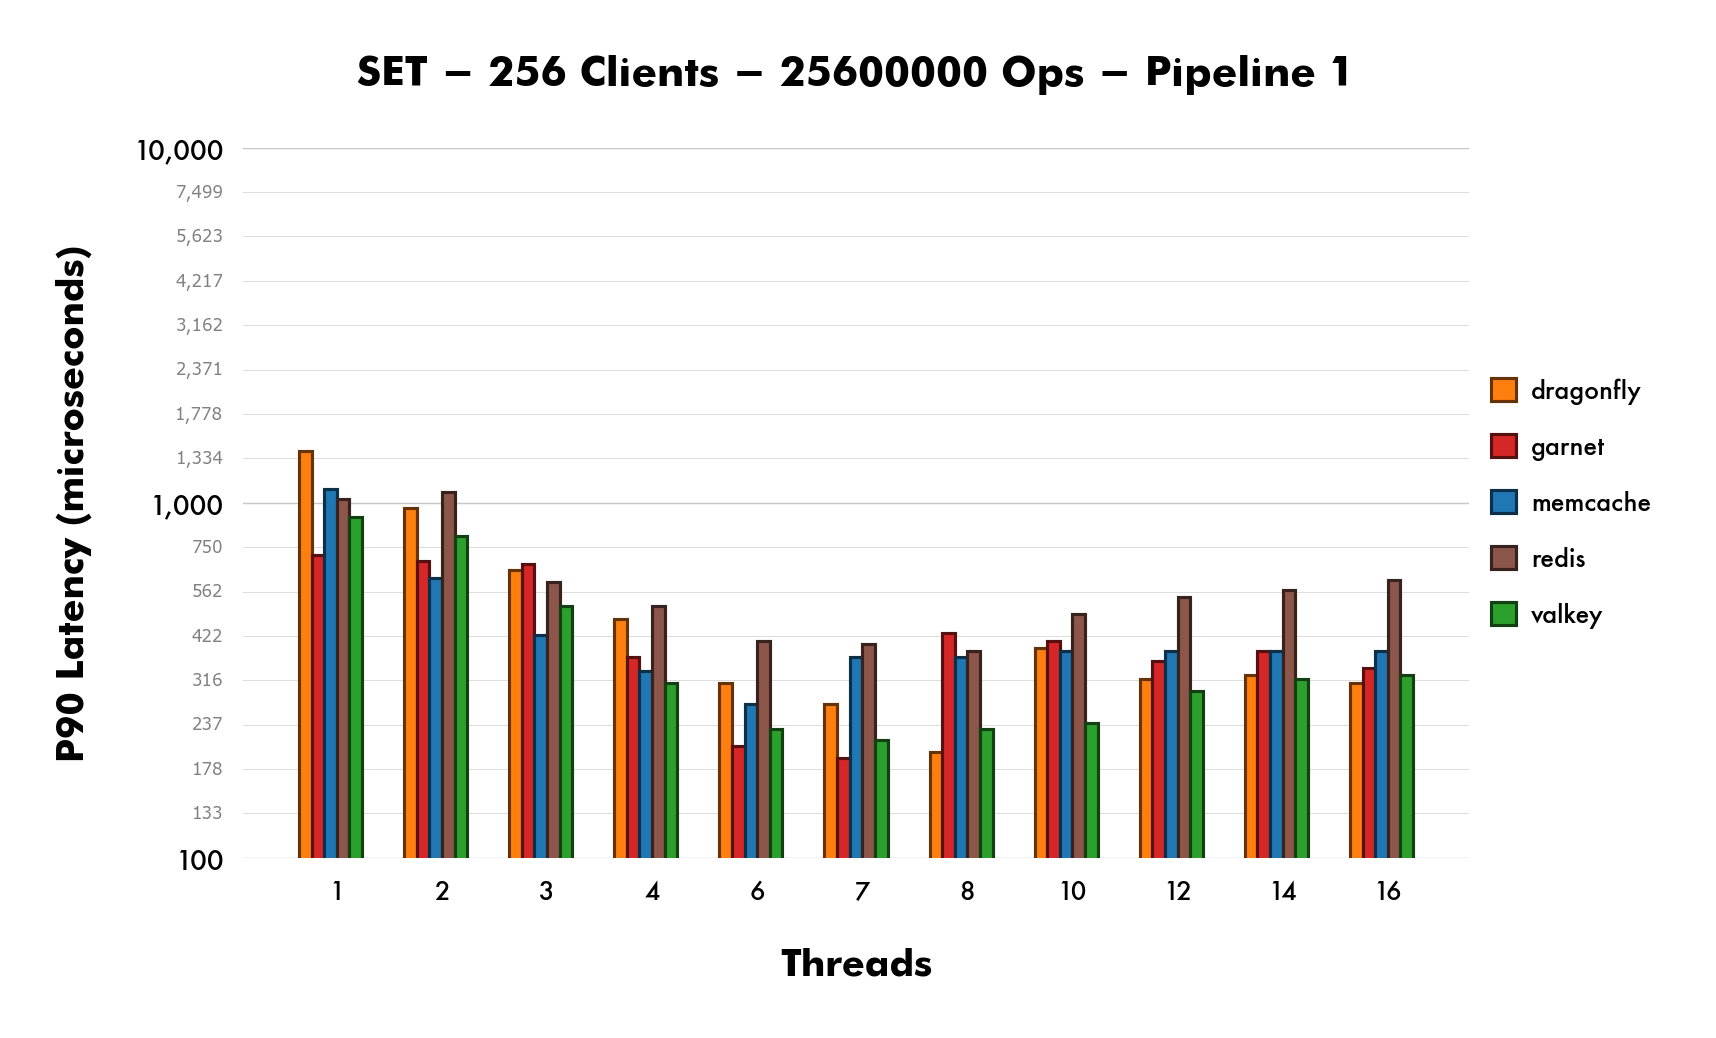 SET – 256 Clients – 25600000 Ops – Pipeline 1
P90 Latency (microseconds)
10,000
7,499
5,623
4,217
3,162
2,371
1,778
1,334
1,000
750
562
422
316
237
178
133
100
1 2 3 4 6 7 8 10 12 14 16
Threads
dragonfly
garnet
memcache
redis
valkey